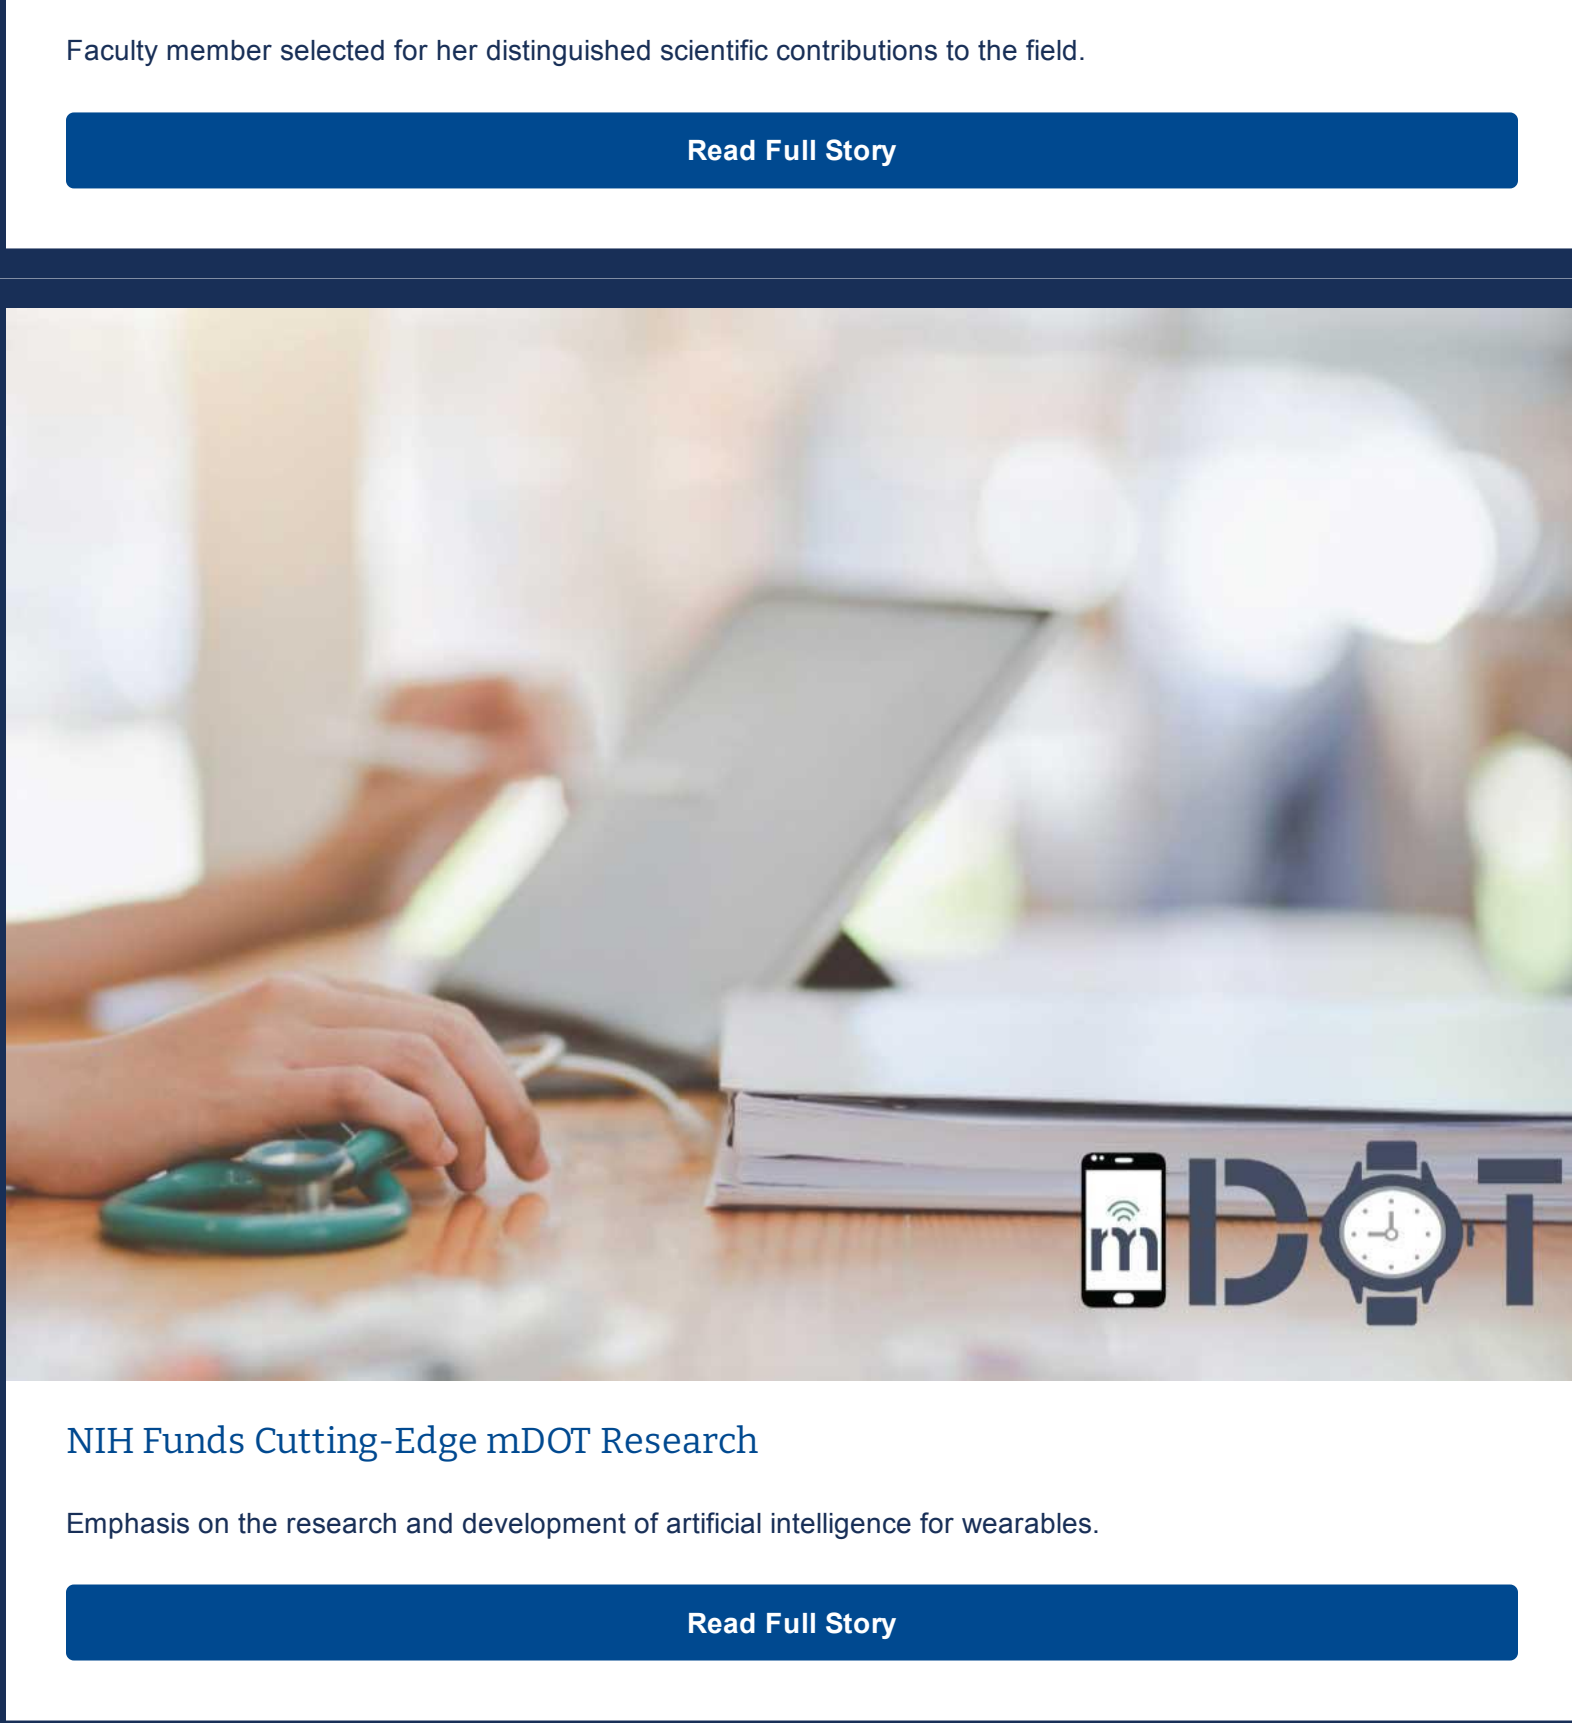 Faculty member selected for her distinguished scientific contributions to the field.
Read Full Story
mDOT
NIH Funds Cutting-Edge mDOT Research
Emphasis on the research and development of artificial intelligence for wearables.
Read Full Story